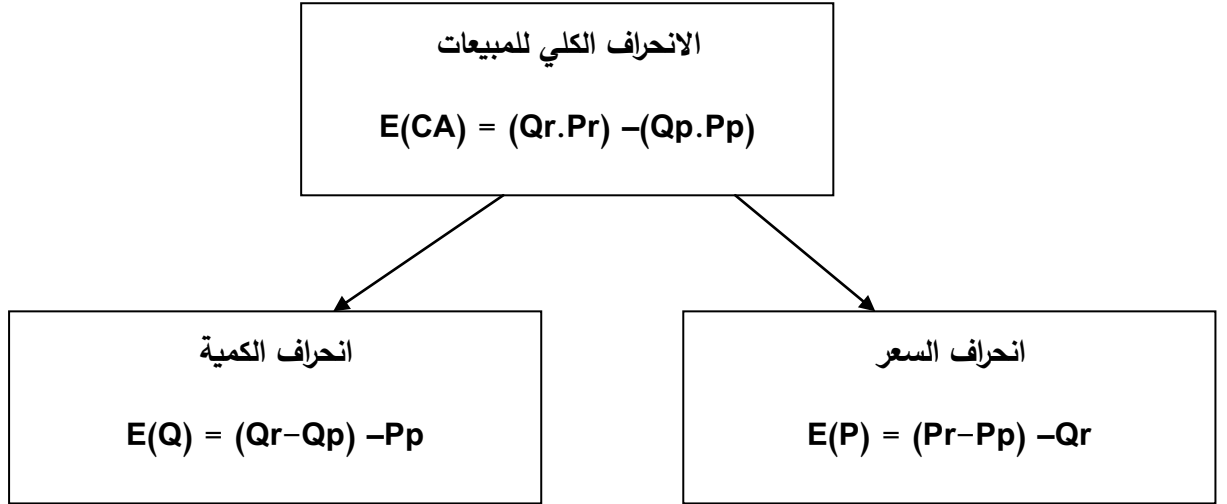 الانحراف الكلي للمبيعات
E(CA) = (Qr.Pr) –(Qp.Pp)
انحراف السعر
E(P) = (Pr−Pp) –Qr
انحراف الكمية
E(Q) = (Qr−Qp) –Pp